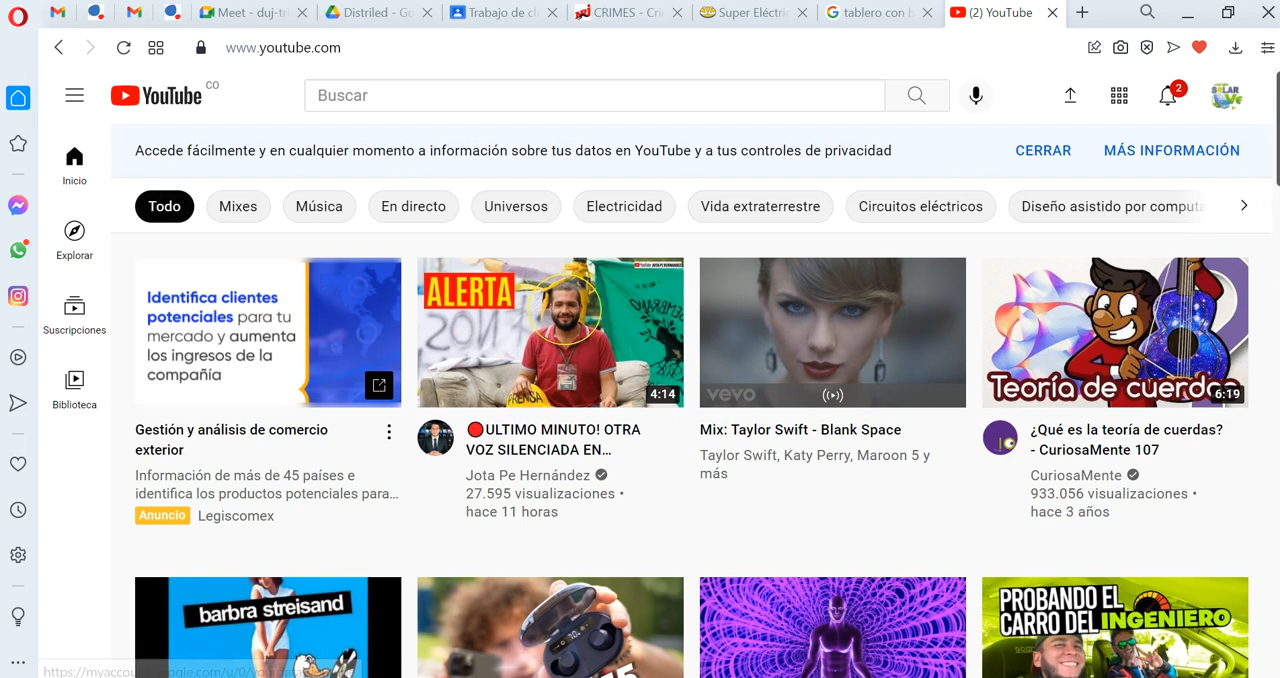 Meet - duj-tri
Distriled - Go
Trabajo de cl
CRIMES - Crim
Super Eléctric
tablero con b
(2) YouTube
www.youtube.com
YouTube CO
Buscar
2
SOLAR
Accede fácilmente y en cualquier momento a información sobre tus datos en YouTube y a tus controles de privacidad
CERRAR
MÁS INFORMACIÓN
Inicio
Explorar
Suscripciones
Biblioteca
Todo
Mixes
Música
En directo
Universos
Electricidad
Vida extraterrestre
Circuitos eléctricos
Diseño asistido por computa
Identifica clientes
potenciales para tu
mercado y aumenta
los ingresos de la
compañía
ALERTA
PRENSA
4:14
vevo
Teoría de cuerdas
6:19
Gestión y análisis de comercio
exterior
Información de más de 45 países e
identifica los productos potenciales para...
Anuncio Legiscomex
ULTIMO MINUTO! OTRA
VOZ SILENCIADA EN...
Jota Pe Hernández
27.595 visualizaciones •
hace 11 horas
Mix: Taylor Swift - Blank Space
Taylor Swift, Katy Perry, Maroon 5 y
más
¿Qué es la teoría de cuerdas?
- CuriosaMente 107
CuriosaMente
933.056 visualizaciones •
hace 3 años
barbra streisand
PROBANDO EL
CARRO DEL INGENIERO